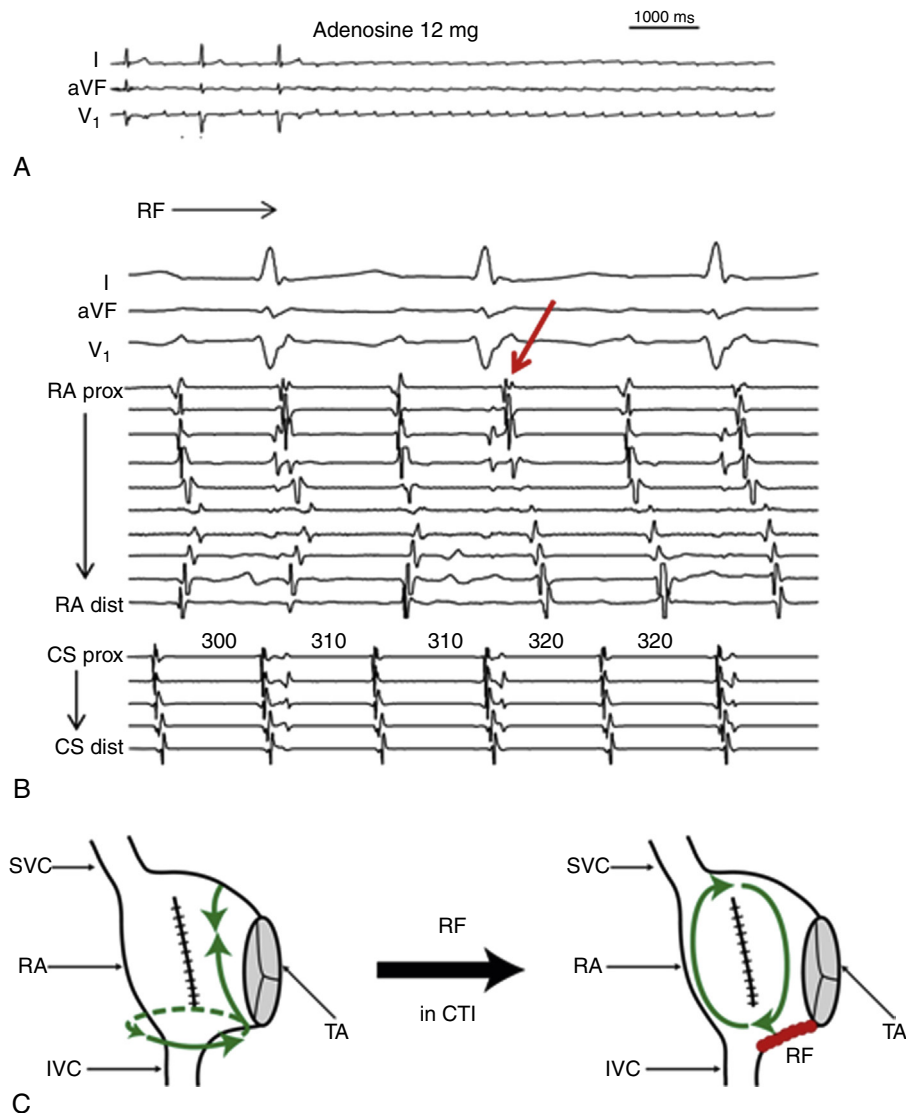 Adenosine 12 mg
1000 ms
I
aVF
V1
A
RF
I
aVF
V1
RA prox
RA dist
300 310 310 320 320
CS prox
CS dist
B
SVC
RA
IVC
TA
RF
in CTI
SVC
RA
IVC
TA
RF
C